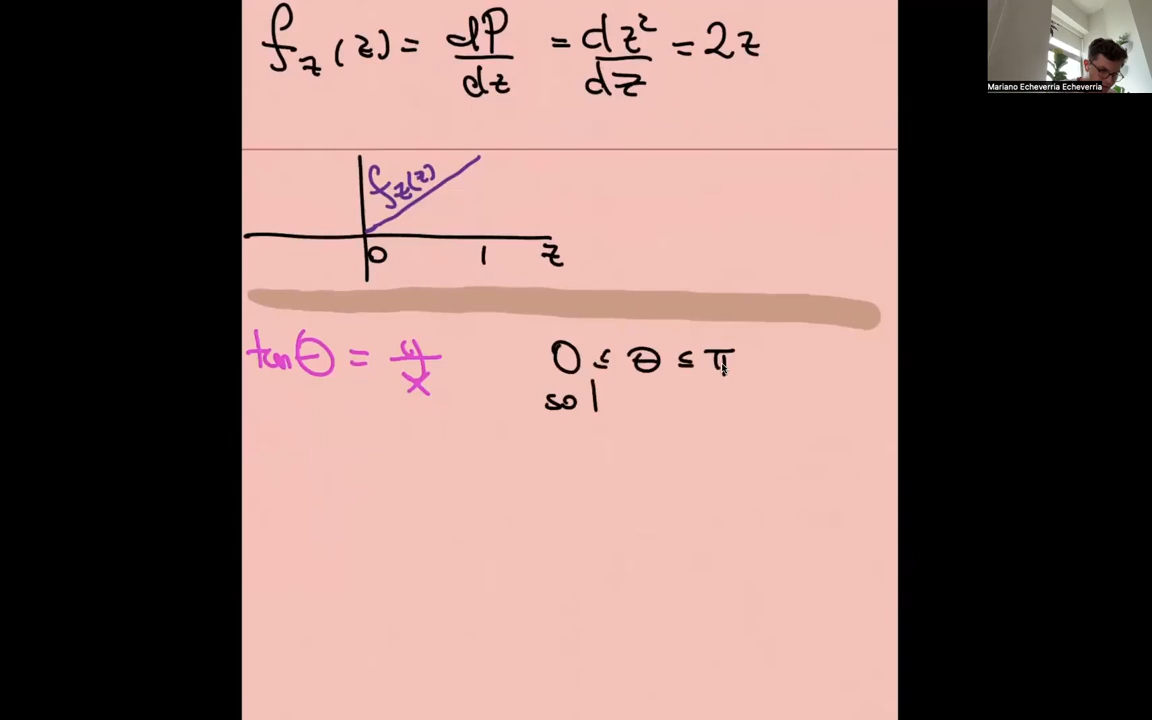 f_z(z) = dP/dz = dz²/dz = 2z
Mariano Echeverria Echeverria
f_z(z)
0 1 z
tan θ = y/x 0 ≤ θ ≤ π
so |